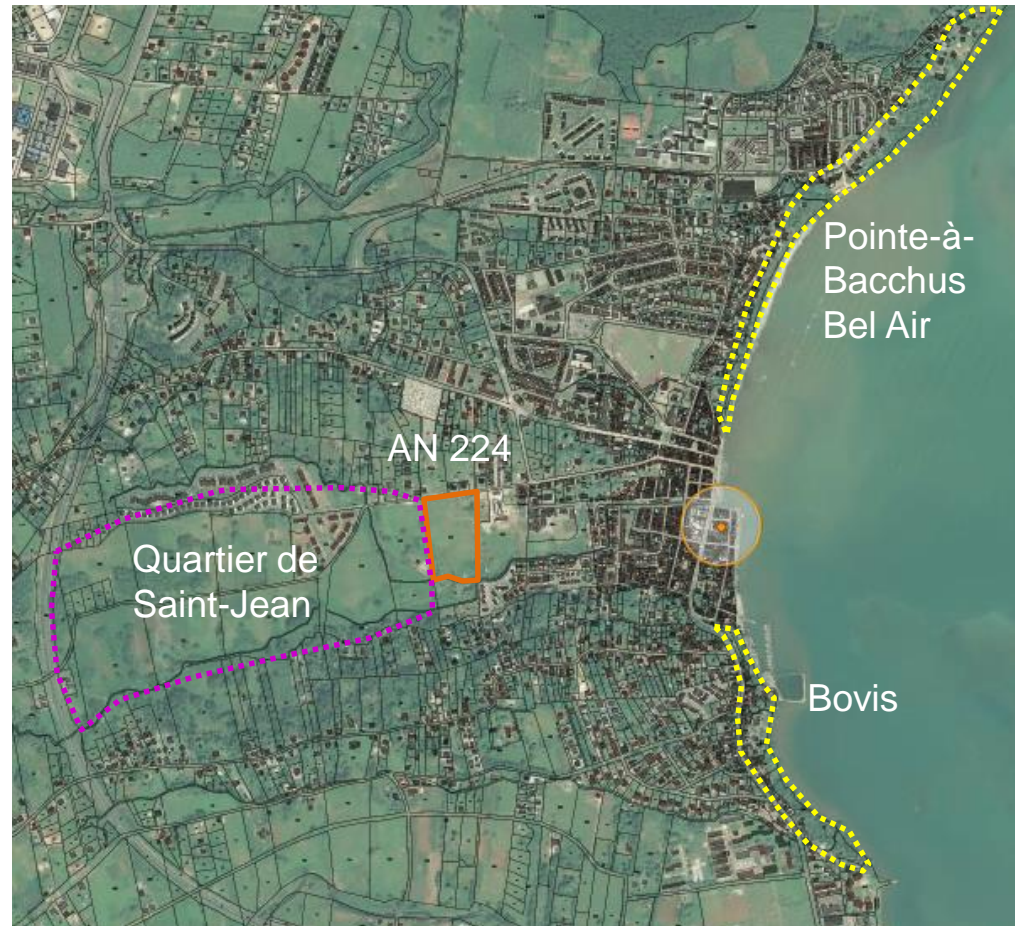 Pointe-à-
Bacchus
Bel Air
AN 224
Quartier de
Saint-Jean
Bovis